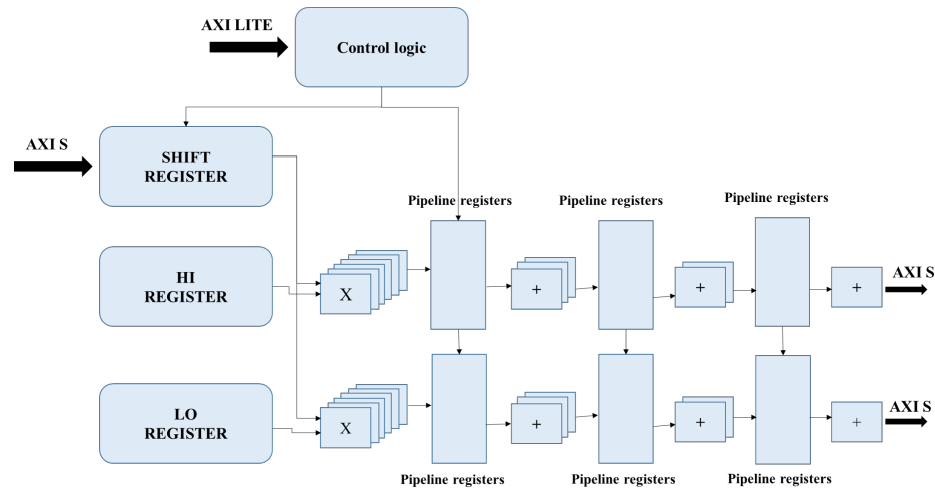 AXI LITE
Control logic
AXI S
SHIFT
REGISTER
Pipeline registers
Pipeline registers
Pipeline registers
HI
REGISTER
X
+
+
+
AXI S
LO
REGISTER
X
+
+
+
AXI S
Pipeline registers
Pipeline registers
Pipeline registers